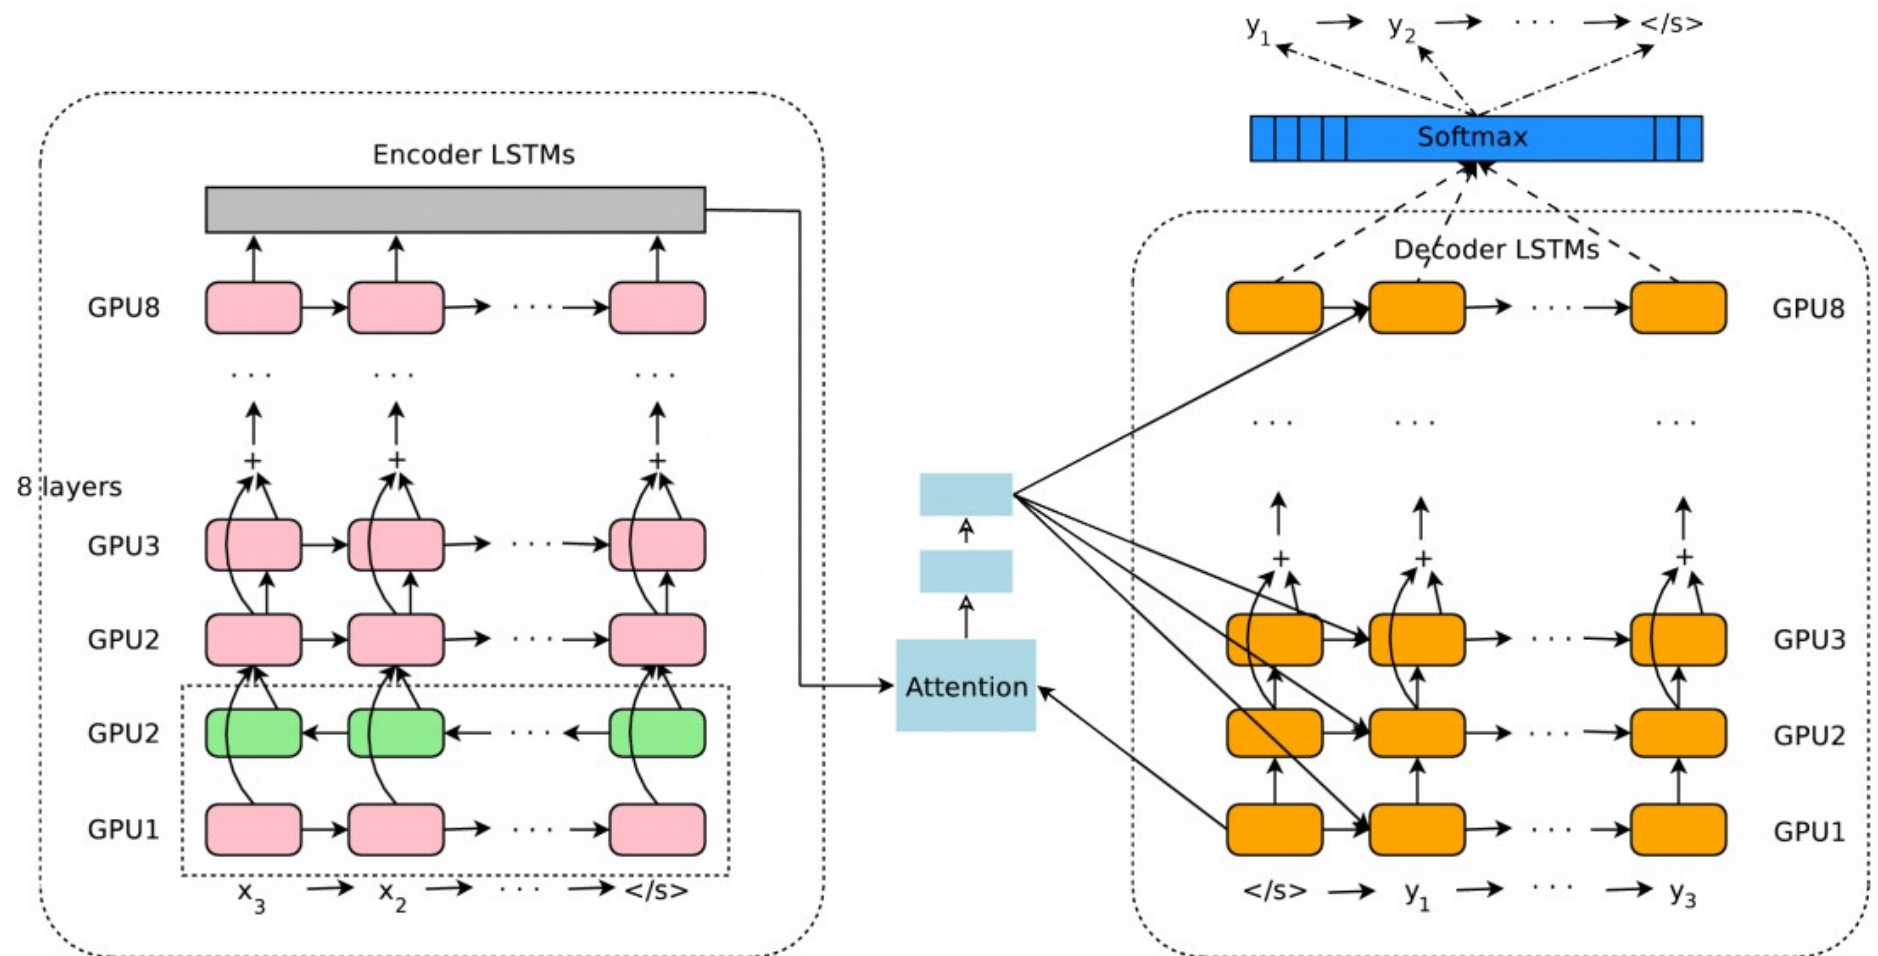 y1 → y2 → · · · → </s>
Softmax
Encoder LSTMs
Decoder LSTMs
GPU8
· · · · · · · · ·
8 layers
GPU3
GPU2
GPU2
GPU1
x3 → x2 → · · · → </s>
Attention
GPU8
· · · · · · · · ·
GPU3
GPU2
GPU1
</s> → y1 → · · · → y3